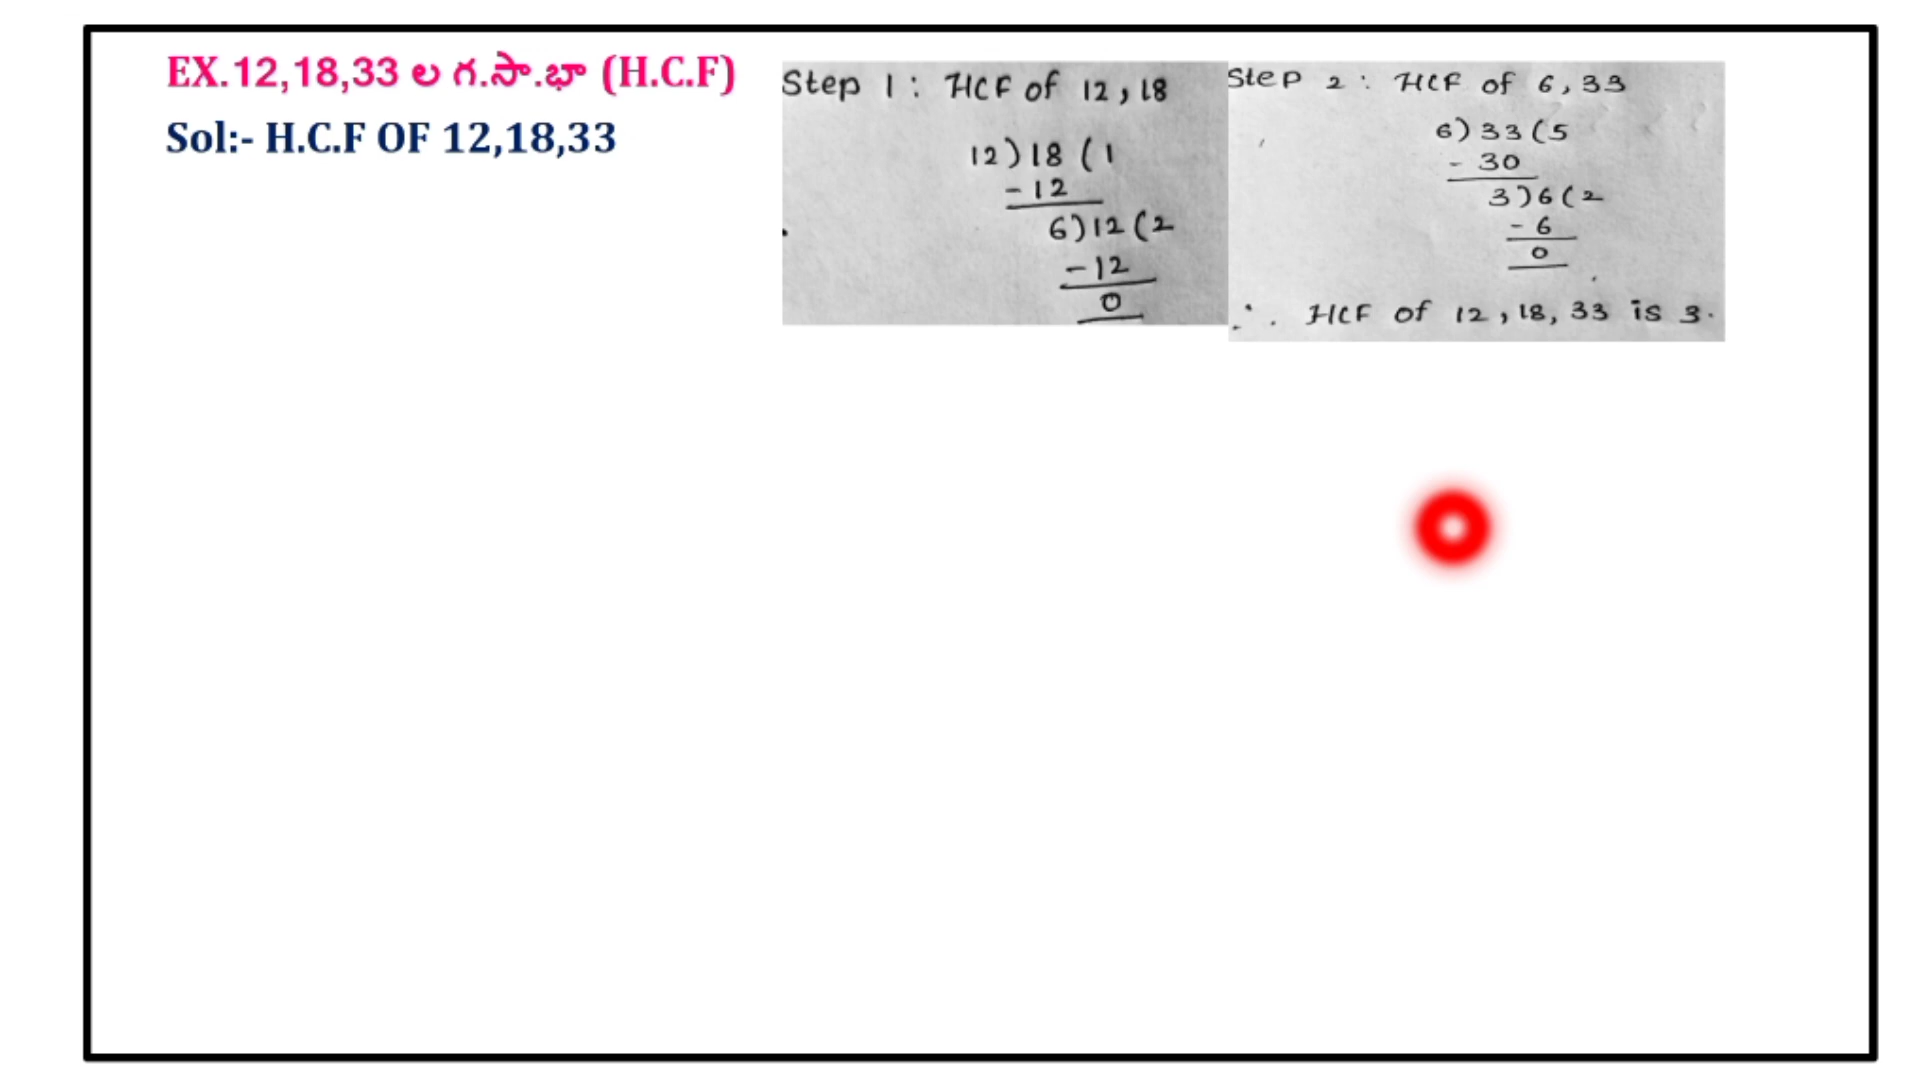 EX.12,18,33 ల గ.సా.భా (H.C.F)
Sol:- H.C.F OF 12,18,33
Step 1 : HCF of 12, 18
12)18(1
-12
6)12(2
-12
0
Step 2 : HCF of 6, 33
6)33(5
- 30
3)6(2
- 6
0
∴ HCF of 12, 18, 33 is 3.